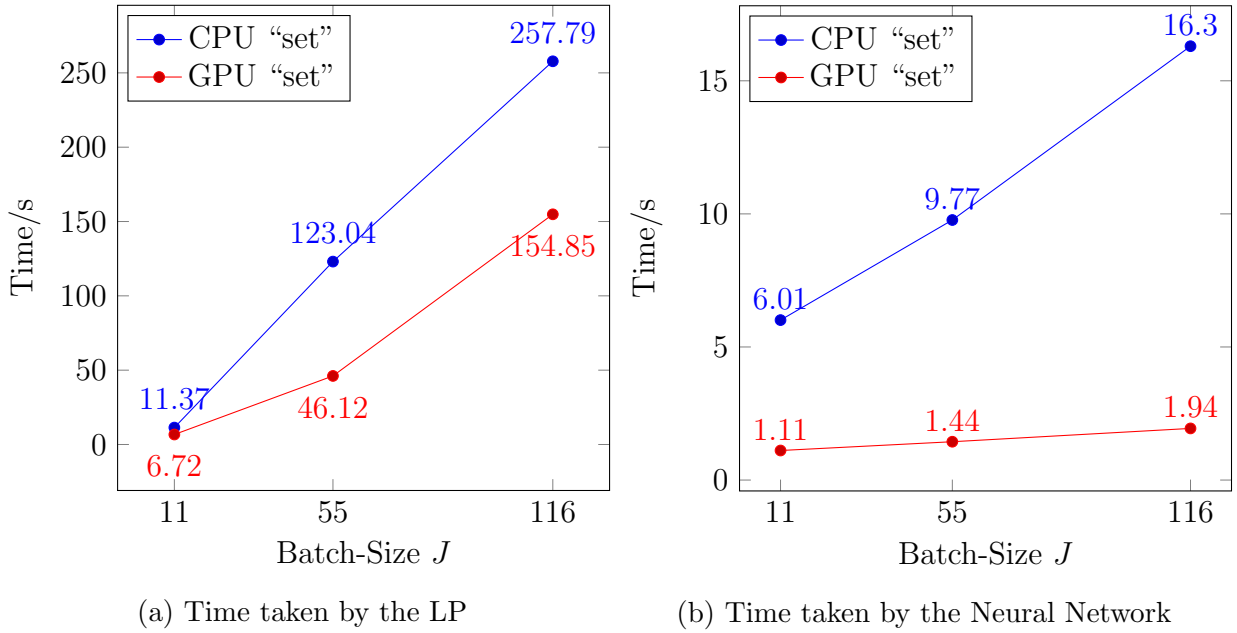 CPU “set”
GPU “set”
257.79
123.04
154.85
11.37
46.12
6.72
250
200
150
100
50
0
Time/s
11
55
116
Batch-Size J
(a) Time taken by the LP
CPU “set”
GPU “set”
16.3
9.77
6.01
1.94
1.44
1.11
15
10
5
0
Time/s
11
55
116
Batch-Size J
(b) Time taken by the Neural Network